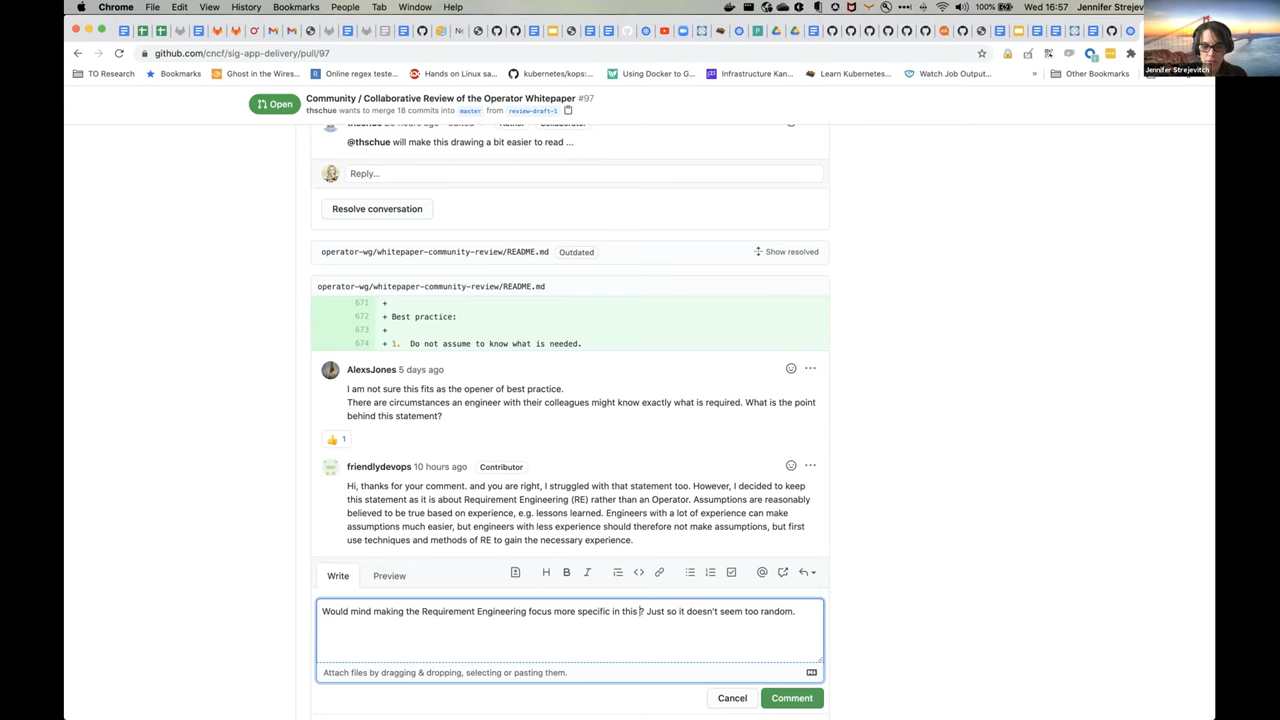 Chrome File Edit View History Bookmarks People Tab Window Help 100% Wed 16:57 Jennifer Strejev
github.com/cncf/sig-app-delivery/pull/97
TO Research Bookmarks Ghost in the Wires... Online regex teste... Hands on Linux sa... kubernetes/kops:... Using Docker to G... Infrastructure Kan... Learn Kubernetes... Watch Job Output... » Other Bookmarks
Jennifer Strejevitch
Open Community / Collaborative Review of the Operator Whitepaper #97
thschue wants to merge 18 commits into master from review-draft-1
@thschue will make this drawing a bit easier to read ...
Reply...
Resolve conversation
operator-wg/whitepaper-community-review/README.md Outdated Show resolved
operator-wg/whitepaper-community-review/README.md
671 +
672 + Best practice:
673 +
674 + 1. Do not assume to know what is needed.
AlexsJones 5 days ago
I am not sure this fits as the opener of best practice.
There are circumstances an engineer with their colleagues might know exactly what is required. What is the point
behind this statement?
👍 1
friendlydevops 10 hours ago Contributor
Hi, thanks for your comment. and you are right, I struggled with that statement too. However, I decided to keep
this statement as it is about Requirement Engineering (RE) rather than an Operator. Assumptions are reasonably
believed to be true based on experience, e.g. lessons learned. Engineers with a lot of experience can make
assumptions much easier, but engineers with less experience should therefore not make assumptions, but first
use techniques and methods of RE to gain the necessary experience.
Write Preview
Would mind making the Requirement Engineering focus more specific in this ? Just so it doesn't seem too random.
Attach files by dragging & dropping, selecting or pasting them.
Cancel Comment